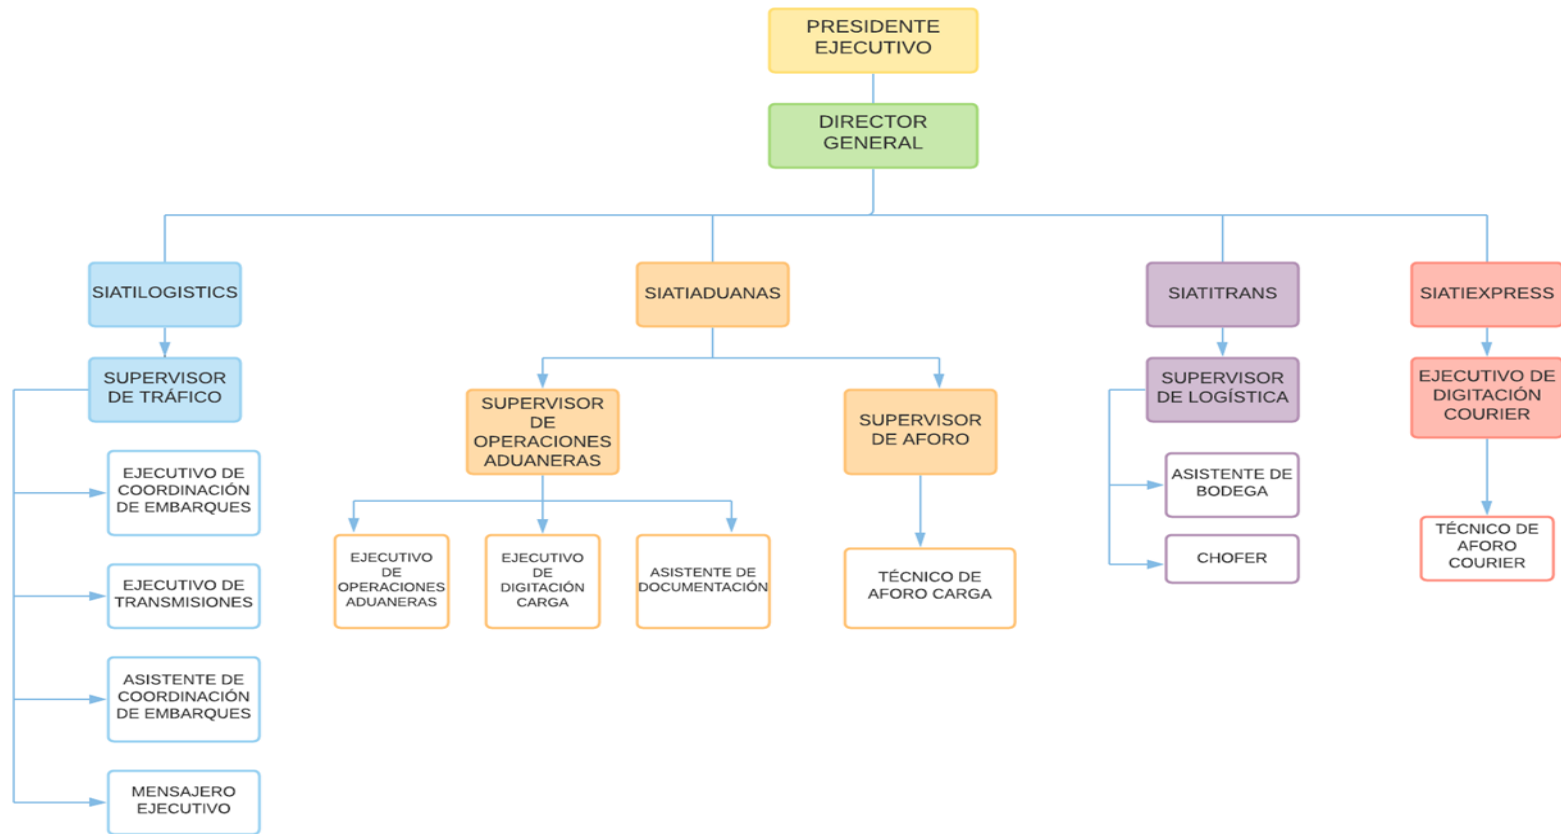 PRESIDENTE
EJECUTIVO
DIRECTOR
GENERAL
SIATILOGISTICS
SIATIADUANAS
SIATITRANS
SIATIEXPRESS
SUPERVISOR
DE TRÁFICO
SUPERVISOR
DE
OPERACIONES
ADUANERAS
SUPERVISOR
DE AFORO
SUPERVISOR
DE LOGÍSTICA
EJECUTIVO DE
DIGITACIÓN
COURIER
EJECUTIVO DE
COORDINACIÓN
DE EMBARQUES
EJECUTIVO DE
TRANSMISIONES
ASISTENTE DE
COORDINACIÓN
DE EMBARQUES
MENSAJERO
EJECUTIVO
EJECUTIVO
DE
OPERACIONES
ADUANERAS
EJECUTIVO
DE
DIGITACIÓN
CARGA
ASISTENTE DE
DOCUMENTACIÓN
TÉCNICO DE
AFORO CARGA
ASISTENTE DE
BODEGA
CHOFER
TÉCNICO DE
AFORO
COURIER